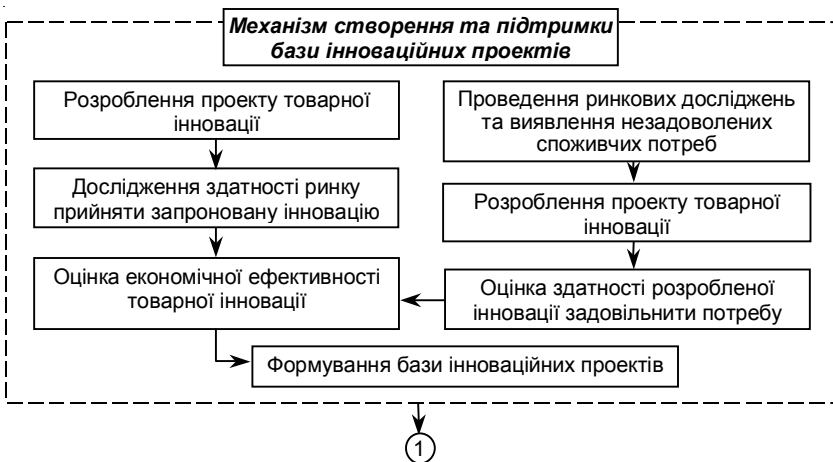 Механізм створення та підтримки
бази інноваційних проектів
Розроблення проекту товарної
інновації
Дослідження здатності ринку
прийняти запроновану інновацію
Оцінка економічної ефективності
товарної інновації
Проведення ринкових досліджень
та виявлення незадоволених
споживчих потреб
Розроблення проекту товарної
інновації
Оцінка здатності розробленої
інновації задовільнити потребу
Формування бази інноваційних проектів
1